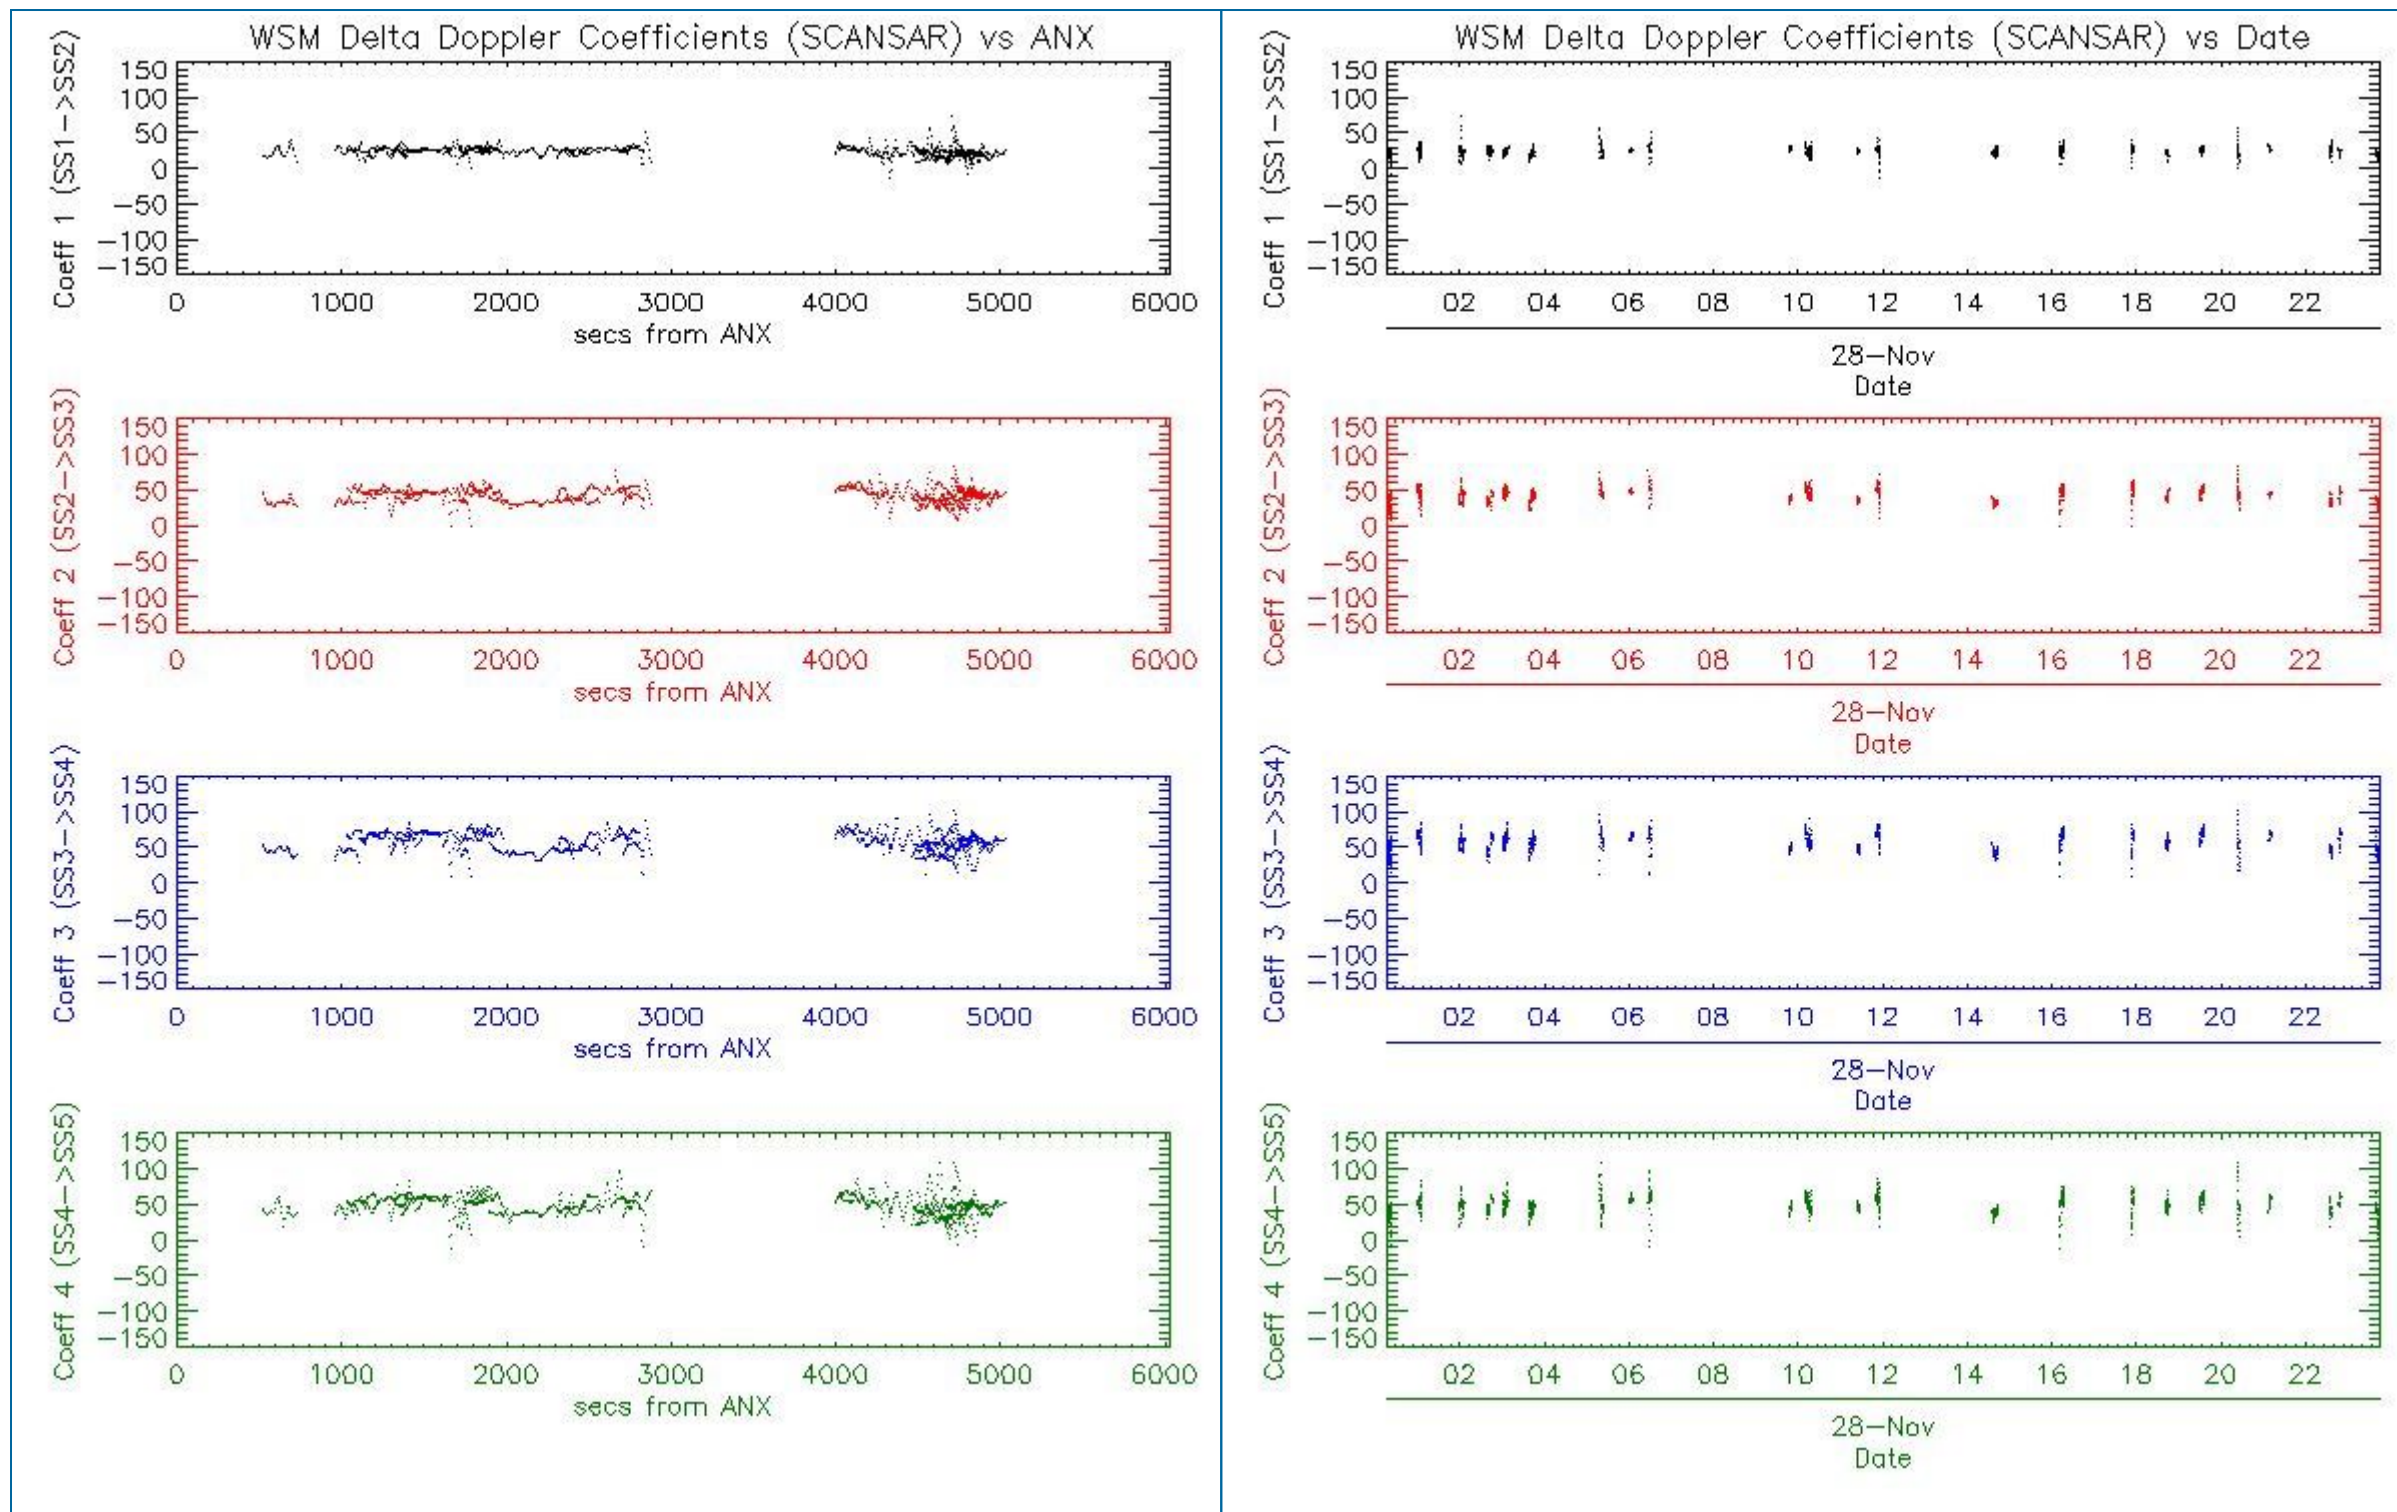 WSM Delta Doppler Coefficients (SCANSAR) vs ANX
Coeff 1 (SS1->SS2)
150
100
50
0
-50
-100
-150
0 1000 2000 3000 4000 5000 6000
secs from ANX
Coeff 2 (SS2->SS3)
150
100
50
0
-50
-100
-150
0 1000 2000 3000 4000 5000 6000
secs from ANX
Coeff 3 (SS3->SS4)
150
100
50
0
-50
-100
-150
0 1000 2000 3000 4000 5000 6000
secs from ANX
Coeff 4 (SS4->SS5)
150
100
50
0
-50
-100
-150
0 1000 2000 3000 4000 5000 6000
secs from ANX
WSM Delta Doppler Coefficients (SCANSAR) vs Date
Coeff 1 (SS1->SS2)
150
100
50
0
-50
-100
-150
02 04 06 08 10 12 14 16 18 20 22
28-Nov
Date
Coeff 2 (SS2->SS3)
150
100
50
0
-50
-100
-150
02 04 06 08 10 12 14 16 18 20 22
28-Nov
Date
Coeff 3 (SS3->SS4)
150
100
50
0
-50
-100
-150
02 04 06 08 10 12 14 16 18 20 22
28-Nov
Date
Coeff 4 (SS4->SS5)
150
100
50
0
-50
-100
-150
02 04 06 08 10 12 14 16 18 20 22
28-Nov
Date